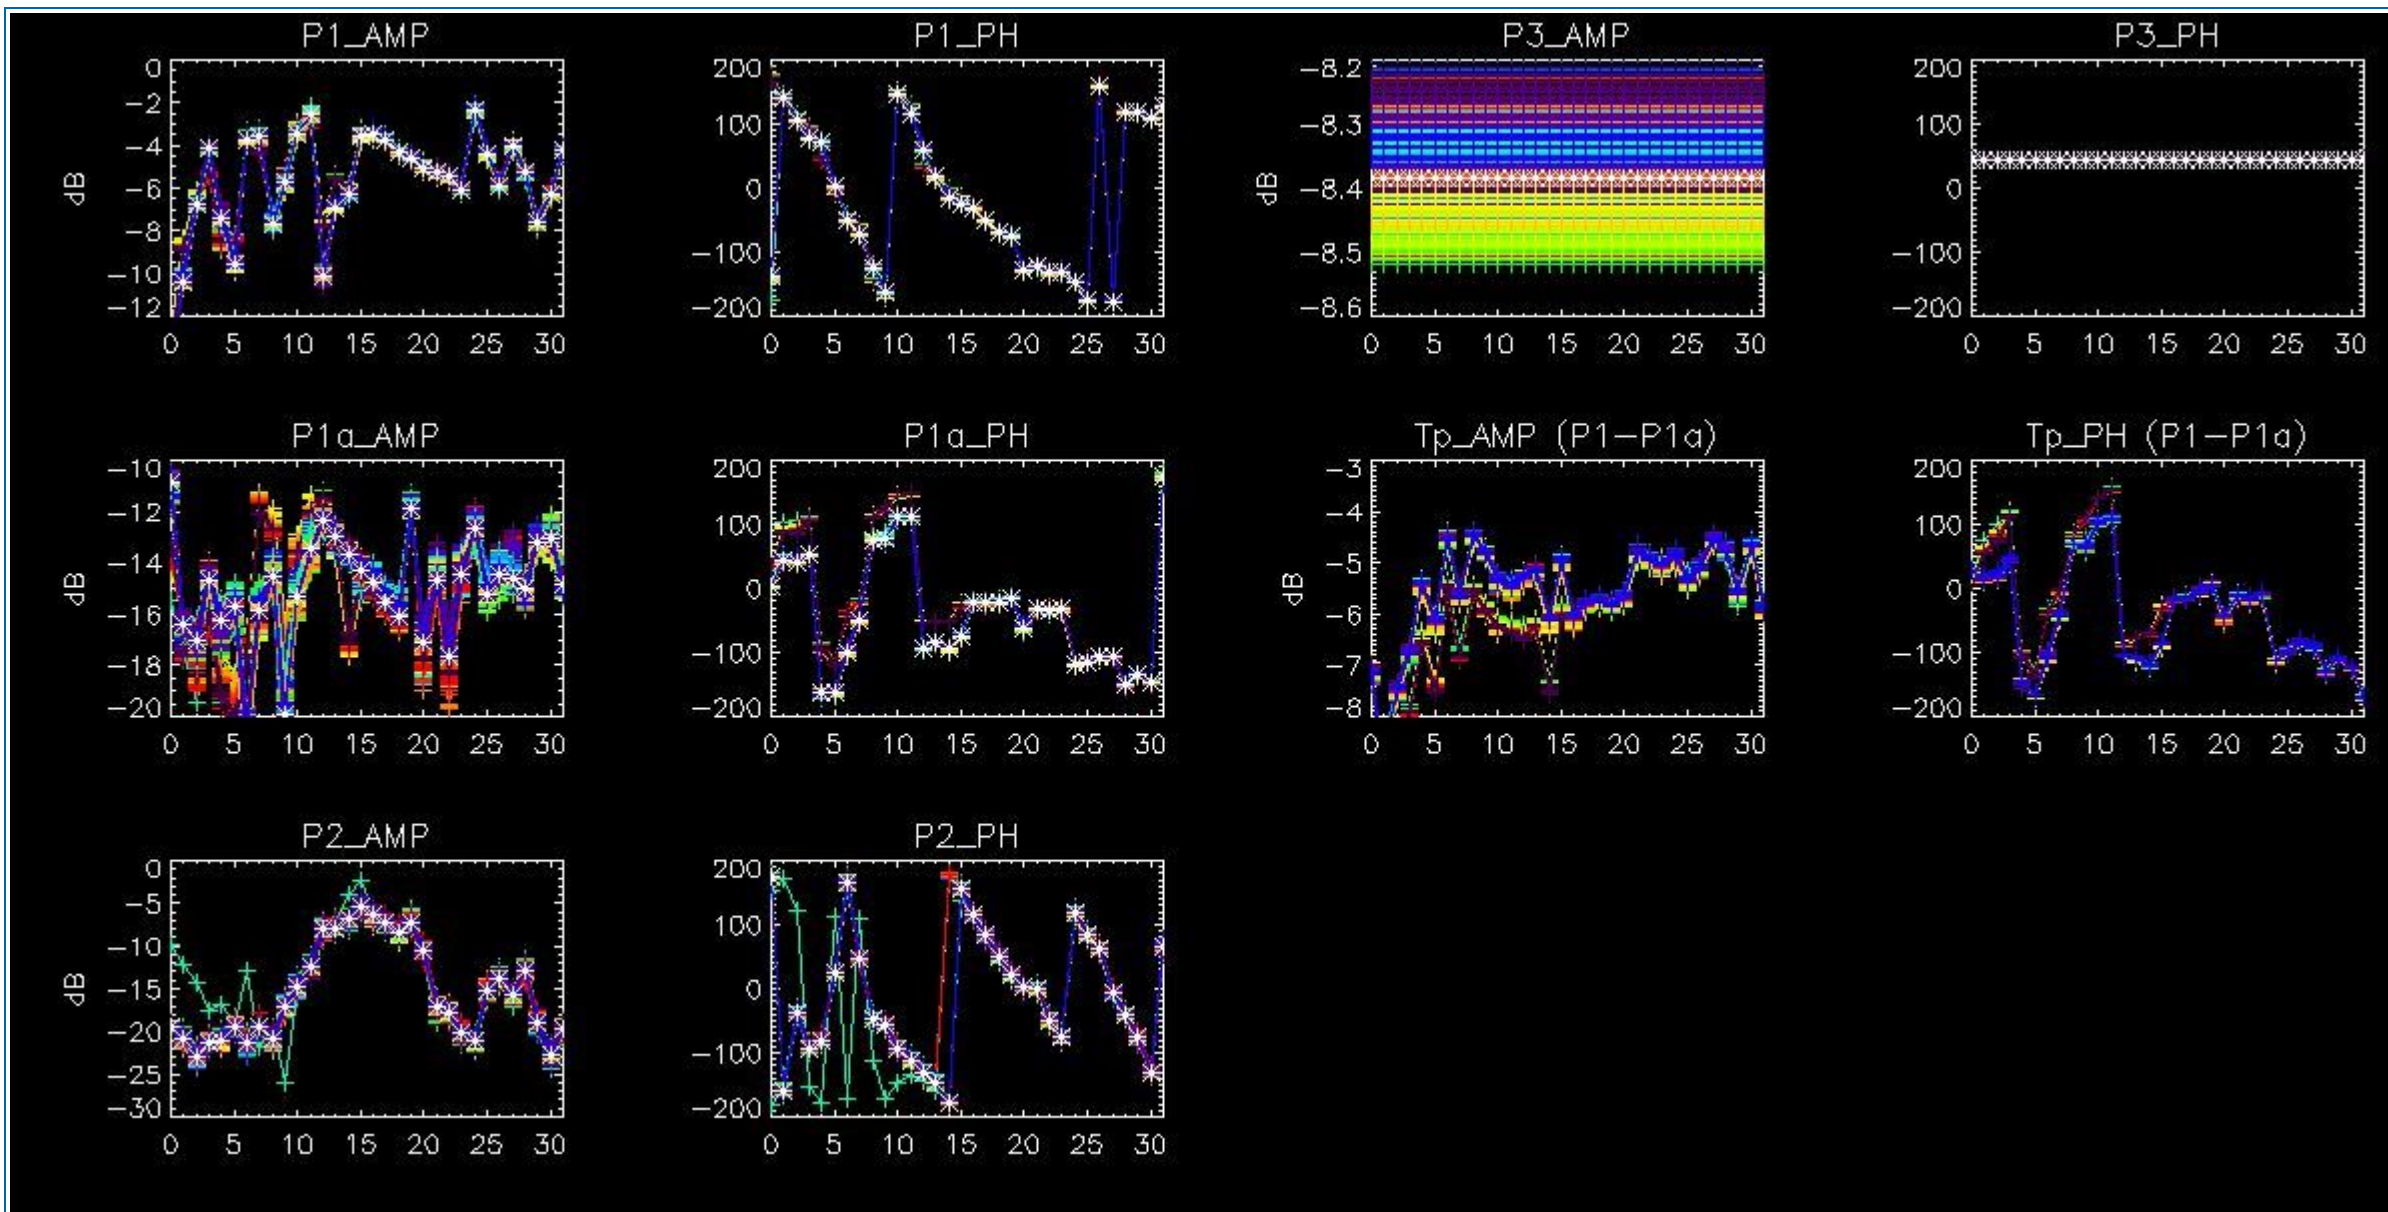 P1_AMP P1_PH P3_AMP P3_PH
0 200 −8.2 200
−2 100 −8.3 100
−4 0 −8.4 0
−6 −100 −8.5 −100
−8 −200 −8.6 −200
−10
−12
dB dB
0 5 10 15 20 25 30 0 5 10 15 20 25 30 0 5 10 15 20 25 30 0 5 10 15 20 25 30
P1a_AMP P1a_PH Tp_AMP (P1−P1a) Tp_PH (P1−P1a)
−10 200 −3 200
−12 100 −4 100
−14 0 −5 0
−16 −100 −6 −100
−18 −200 −7 −200
−20 −8
dB dB
0 5 10 15 20 25 30 0 5 10 15 20 25 30 0 5 10 15 20 25 30 0 5 10 15 20 25 30
P2_AMP P2_PH
0 200
−5 100
−10 0
−15 −100
−20 −200
−25
−30
dB
0 5 10 15 20 25 30 0 5 10 15 20 25 30